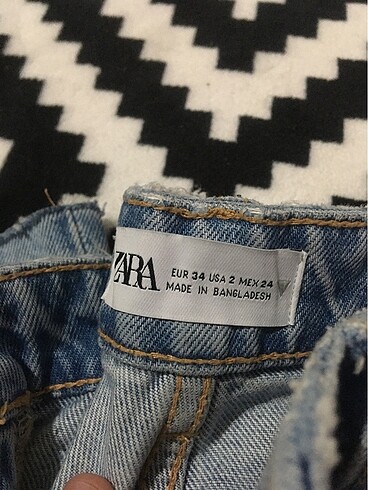 ZARA
EUR 34 USA 2 MEX 24
MADE IN BANGLADESH